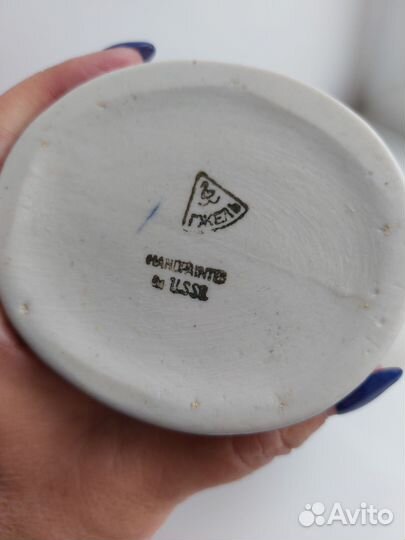 ГЖЕЛЬ
HANDPAINTED
in USSR
Avito